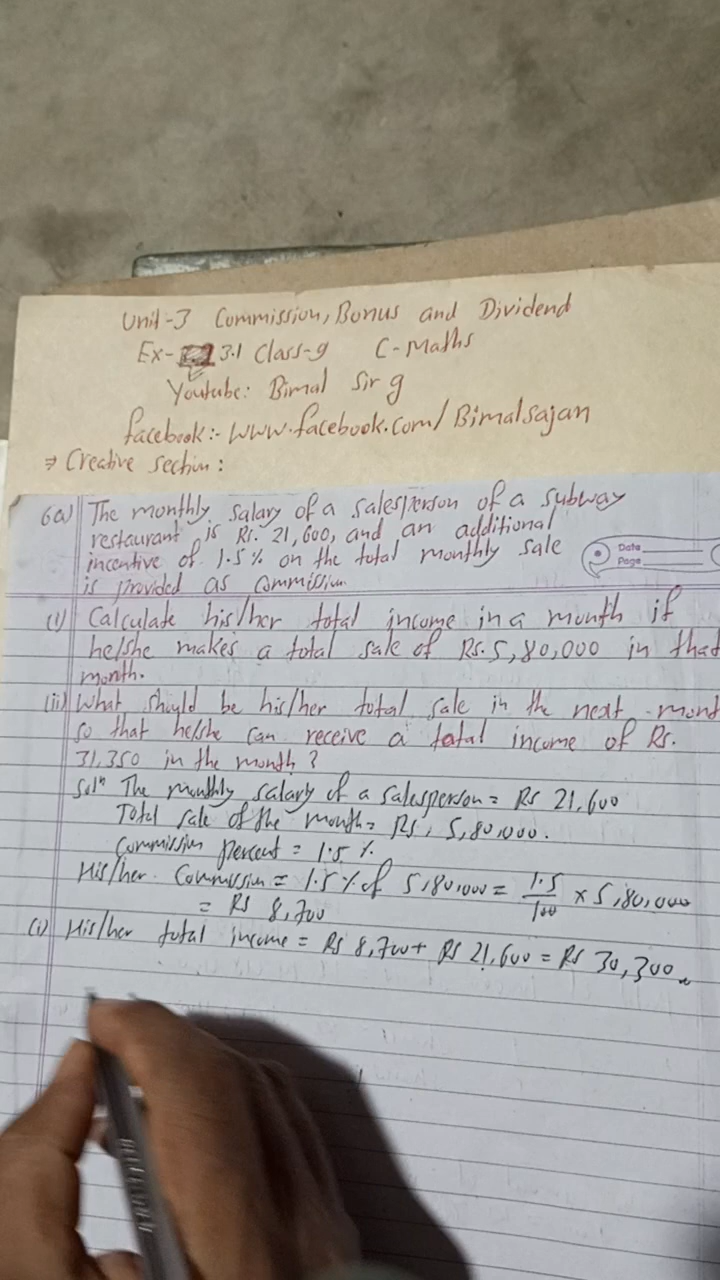 Unit-3 Commission, Bonus and Dividend
Ex- 3.1 Class-9 C-Maths
Youtube: Bimal Sir g
facebook:- www.facebook.com/Bimalsajan
⇒ Creative section:
6a) The monthly salary of a salesperson of a subway
restaurant is Rs. 21,600, and an additional
incentive of 1.5% on the total monthly sale
is provided as commission.
Date
Page
(i) Calculate his/her total income in a month if
he/she makes a total sale of Rs. 5,80,000 in that
month.
(ii) What should be his/her total sale in the next mont
so that he/she can receive a total income of Rs.
31,350 in the month?
Solⁿ The monthly salary of a salesperson = Rs 21,600
Total sale of the month = Rs, 5,80,000.
Commission percent = 1.5 %
His/her Commission = 1.5 % of 5,80,000 = 1.5/100 × 5,80,000
= Rs 8,700
(i) His/her total income = Rs 8,700 + Rs 21,600 = Rs 30,300